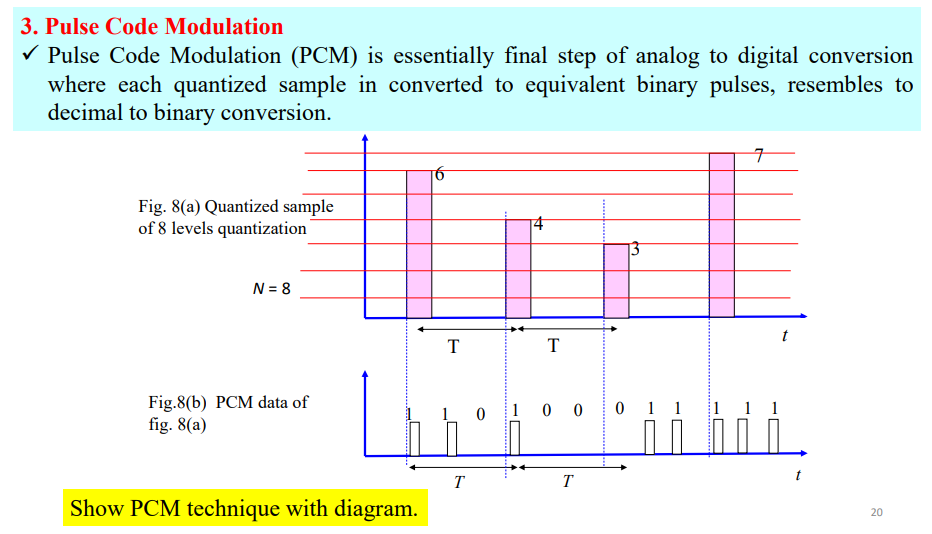 3. Pulse Code Modulation
✓ Pulse Code Modulation (PCM) is essentially final step of analog to digital conversion
where each quantized sample in converted to equivalent binary pulses, resembles to
decimal to binary conversion.
7
6
Fig. 8(a) Quantized sample
of 8 levels quantization
4
3
N = 8
t
T T
Fig.8(b) PCM data of
fig. 8(a)
1 1 0 1 0 0 0 1 1 1 1 1
T T
t
Show PCM technique with diagram.
20